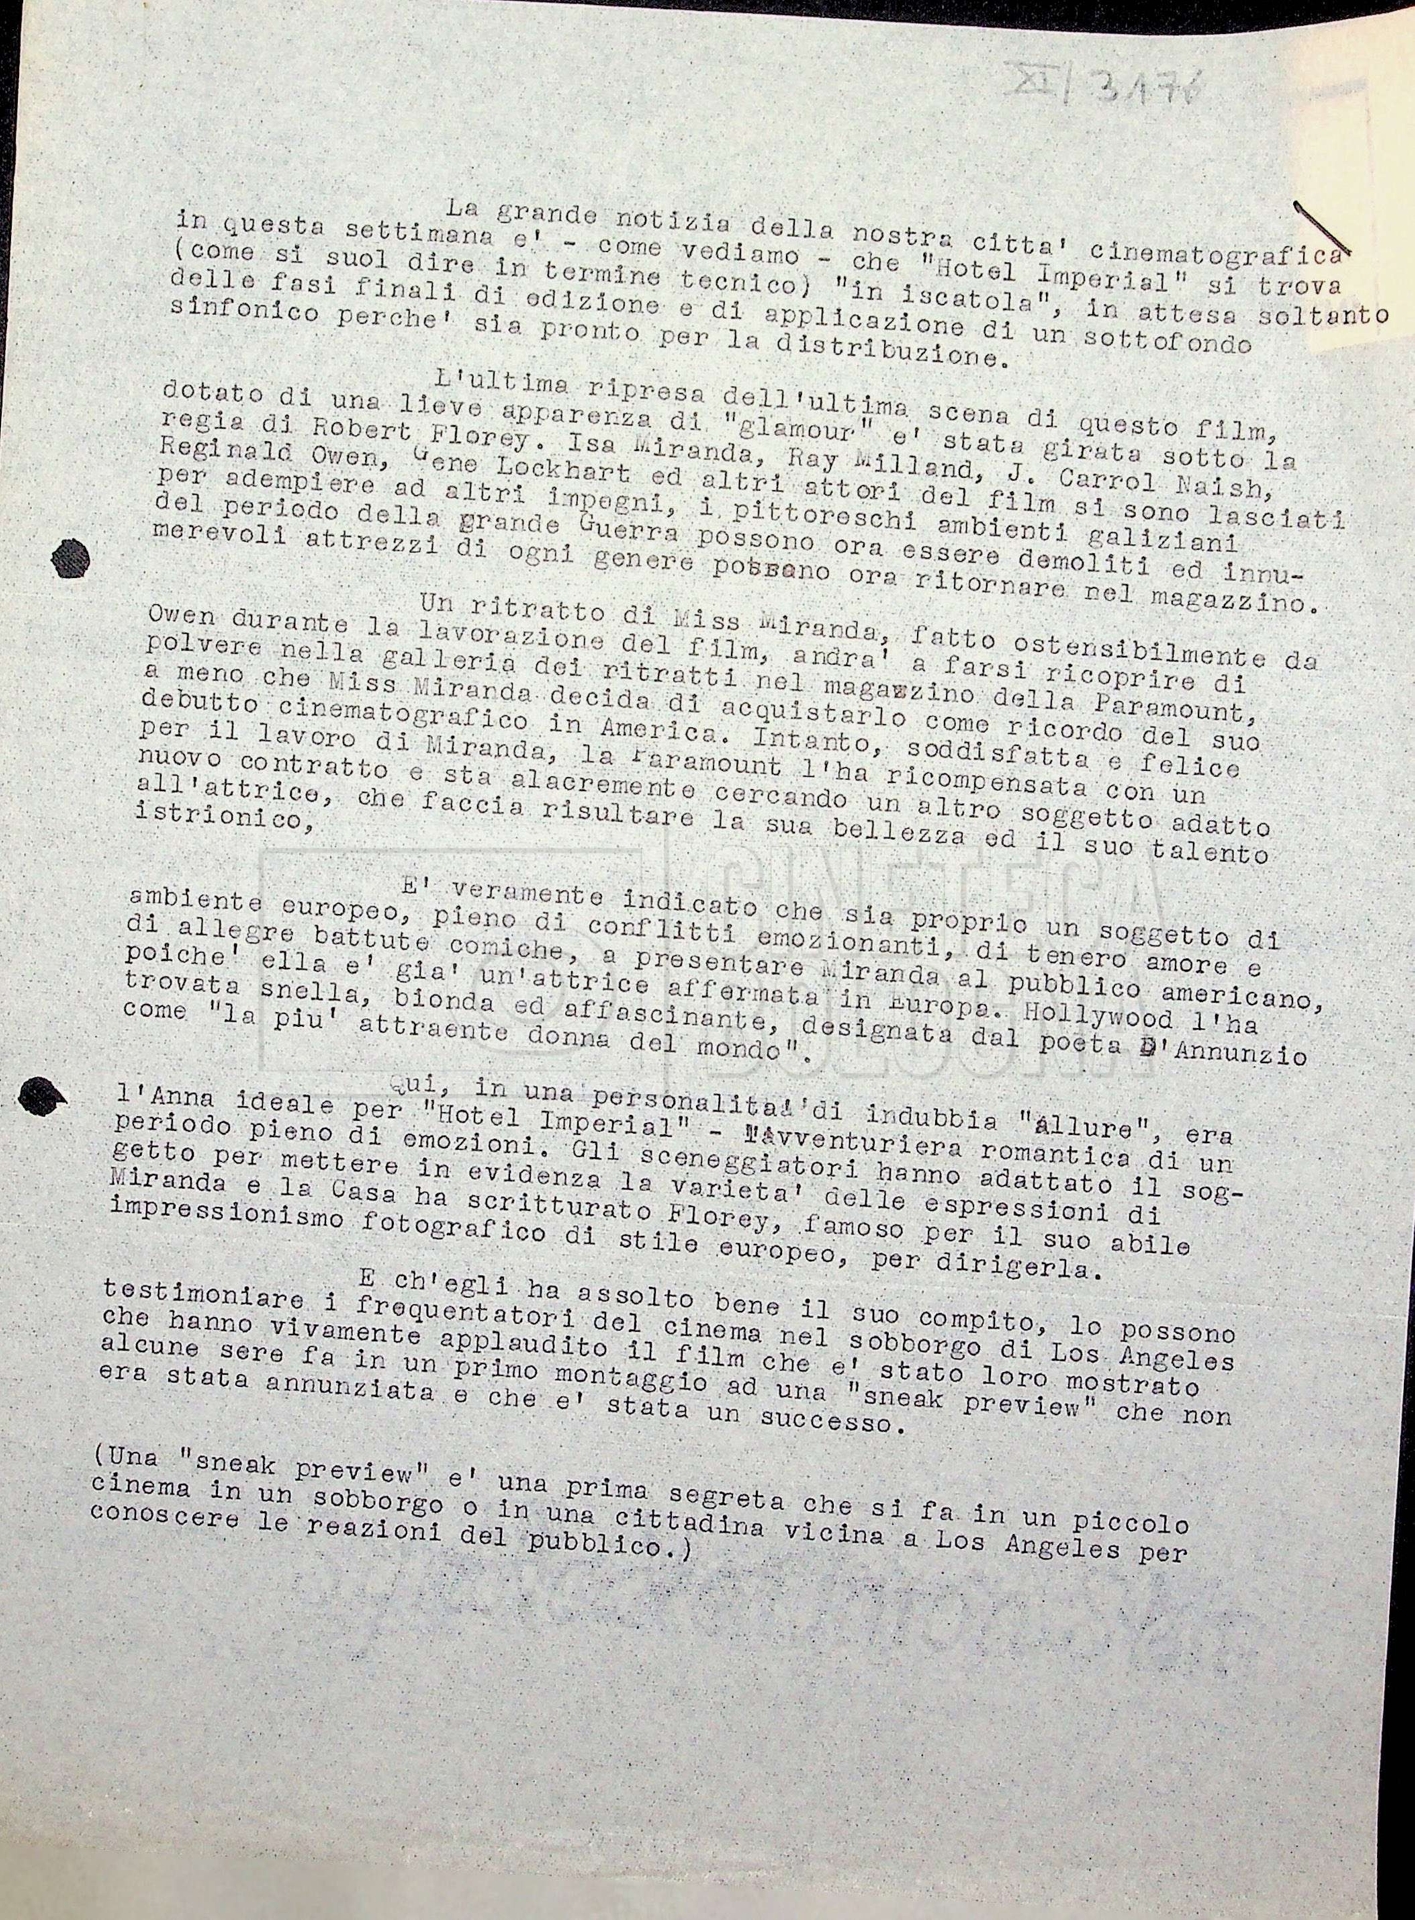 XI/ 3176
La grande notizia della nostra citta' cinematografica
in questa settimana e' - come vediamo - che "Hotel Imperial" si trova
(come si suol dire in termine tecnico) "in iscatola", in attesa soltanto
delle fasi finali di edizione e di applicazione di un sottofondo
sinfonico perche' sia pronto per la distribuzione.
L'ultima ripresa dell'ultima scena di questo film,
dotato di una lieve apparenza di "glamour" e' stata girata sotto la
regia di Robert Florey. Isa Miranda, Ray Milland, J. Carrol Naish,
Reginald Owen, Gene Lockhart ed altri attori del film si sono lasciati
per adempiere ad altri impegni, i pittoreschi ambienti galiziani
del periodo della grande Guerra possono ora essere demoliti ed innu-
merevoli attrezzi di ogni genere possono ora ritornare nel magazzino.
Un ritratto di Miss Miranda, fatto ostensibilmente da
Owen durante la lavorazione del film, andra' a farsi ricoprire di
polvere nella galleria dei ritratti nel magazzino della Paramount,
a meno che Miss Miranda decida di acquistarlo come ricordo del suo
debutto cinematografico in America. Intanto, soddisfatta e felice
per il lavoro di Miranda, la Paramount l'ha ricompensata con un
nuovo contratto e sta alacremente cercando un altro soggetto adatto
all'attrice, che faccia risultare la sua bellezza ed il suo talento
istrionico,
E' veramente indicato che sia proprio un soggetto di
ambiente europeo, pieno di conflitti emozionanti, di tenero amore e
di allegre battute comiche, a presentare Miranda al pubblico americano,
poiche' ella e' gia' un'attrice affermata in Europa. Hollywood l'ha
trovata snella, bionda ed affascinante, designata dal poeta D'Annunzio
come "la piu' attraente donna del mondo".
Qui, in una personalita' di indubbia "allure", era
l'Anna ideale per "Hotel Imperial" - l'avventuriera romantica di un
periodo pieno di emozioni. Gli sceneggiatori hanno adattato il sog-
getto per mettere in evidenza la varieta' delle espressioni di
Miranda e la Casa ha scritturato Florey, famoso per il suo abile
impressionismo fotografico di stile europeo, per dirigerla.
E ch'egli ha assolto bene il suo compito, lo possono
testimoniare i frequentatori del cinema nel sobborgo di Los Angeles
che hanno vivamente applaudito il film che e' stato loro mostrato
alcune sere fa in un primo montaggio ad una "sneak preview" che non
era stata annunziata e che e' stata un successo.
(Una "sneak preview" e' una prima segreta che si fa in un piccolo
cinema in un sobborgo o in una cittadina vicina a Los Angeles per
conoscere le reazioni del pubblico.)
CINETECA
BOLOGNA